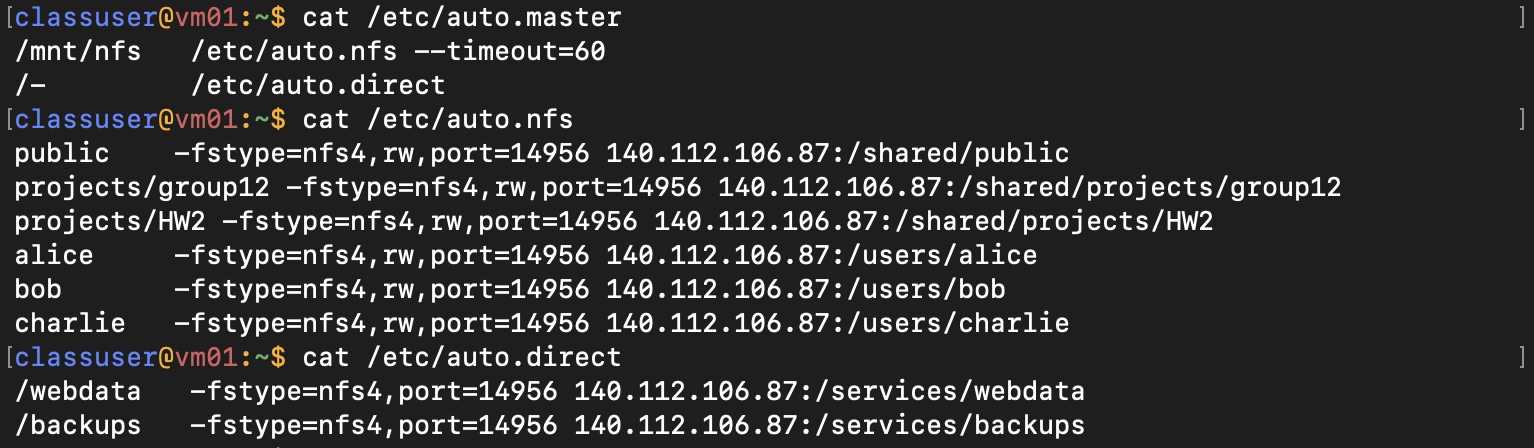 [classuser@vm01:~$ cat /etc/auto.master ]
/mnt/nfs   /etc/auto.nfs --timeout=60
/-         /etc/auto.direct
[classuser@vm01:~$ cat /etc/auto.nfs ]
public    -fstype=nfs4,rw,port=14956 140.112.106.87:/shared/public
projects/group12 -fstype=nfs4,rw,port=14956 140.112.106.87:/shared/projects/group12
projects/HW2 -fstype=nfs4,rw,port=14956 140.112.106.87:/shared/projects/HW2
alice     -fstype=nfs4,rw,port=14956 140.112.106.87:/users/alice
bob       -fstype=nfs4,rw,port=14956 140.112.106.87:/users/bob
charlie   -fstype=nfs4,rw,port=14956 140.112.106.87:/users/charlie
[classuser@vm01:~$ cat /etc/auto.direct ]
/webdata   -fstype=nfs4,port=14956 140.112.106.87:/services/webdata
/backups   -fstype=nfs4,port=14956 140.112.106.87:/services/backups